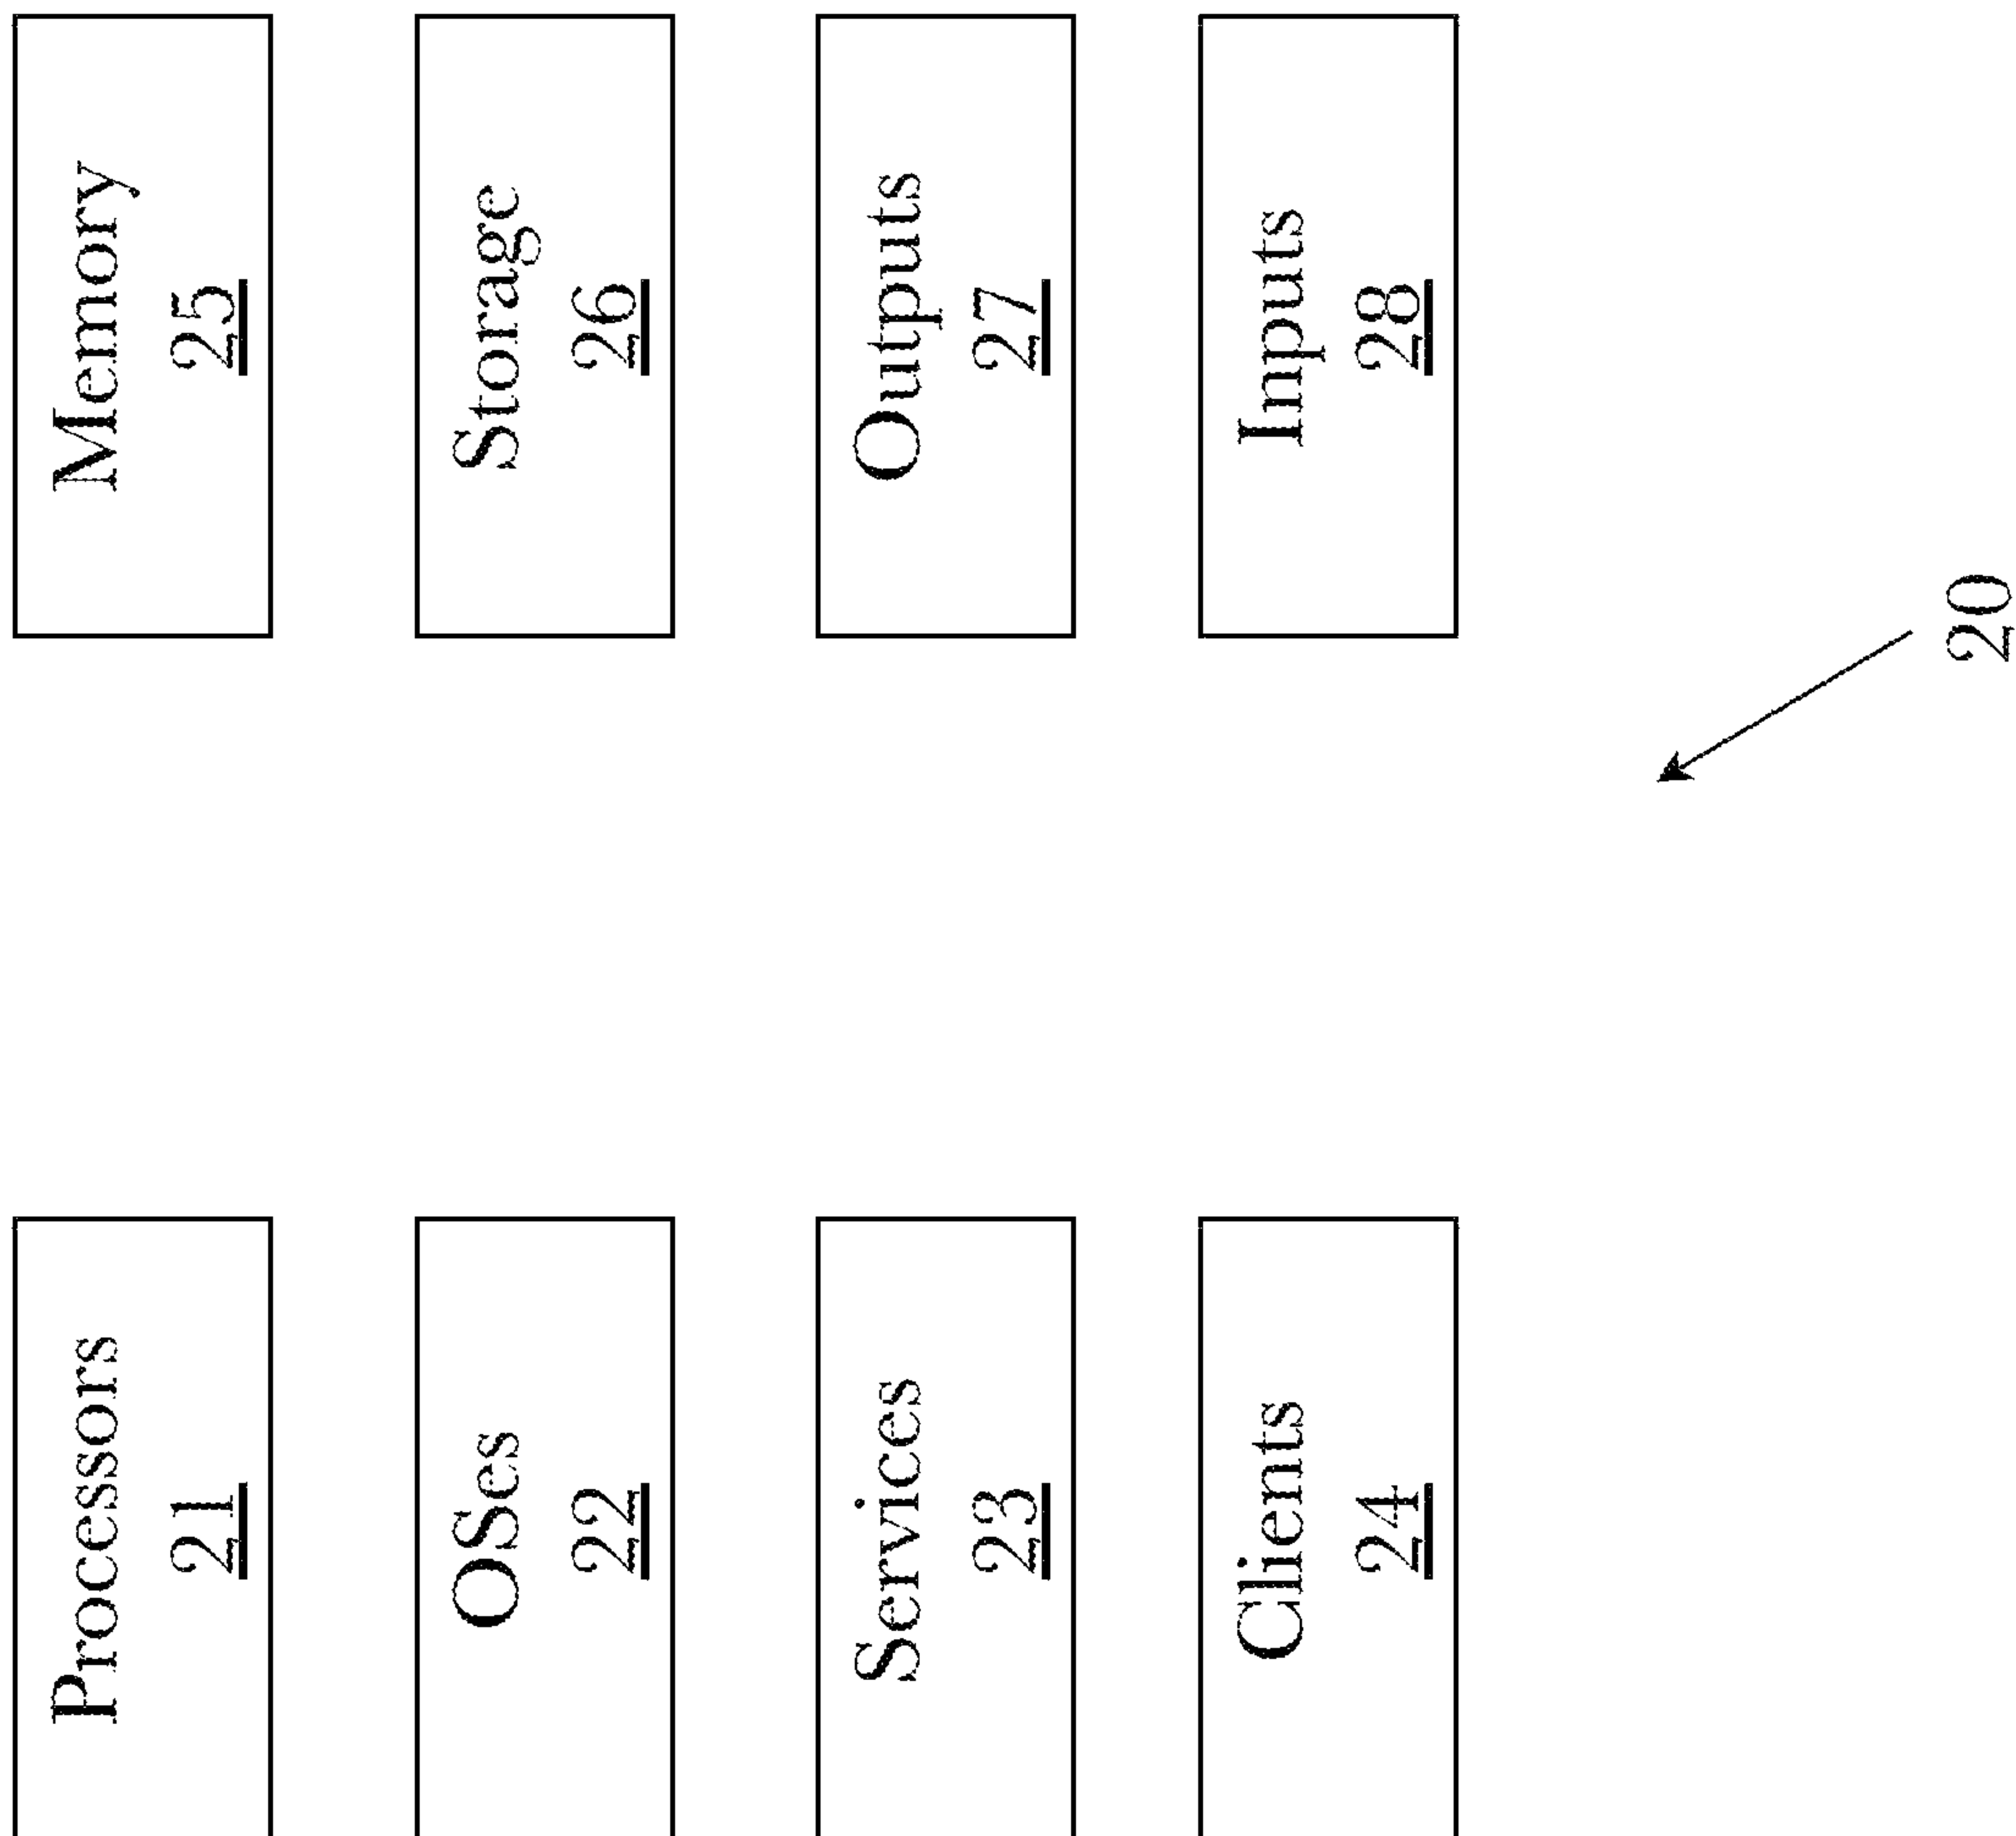 Processors
21
OSes
22
Services
23
Clients
24
Memory
25
Storage
26
Outputs
27
Inputs
28
20